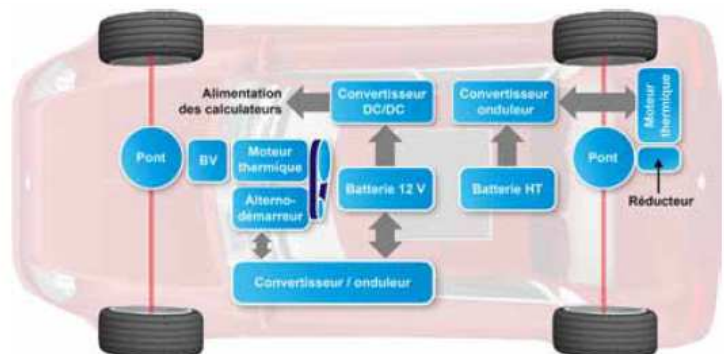 Alimentation
des calculateurs
Convertisseur
DC/DC
Convertisseur
onduleur
Moteur
thermique
Pont
BV
Moteur
thermique
Alterno-
démarreur
Batterie 12 V
Batterie HT
Pont
Réducteur
Convertisseur / onduleur